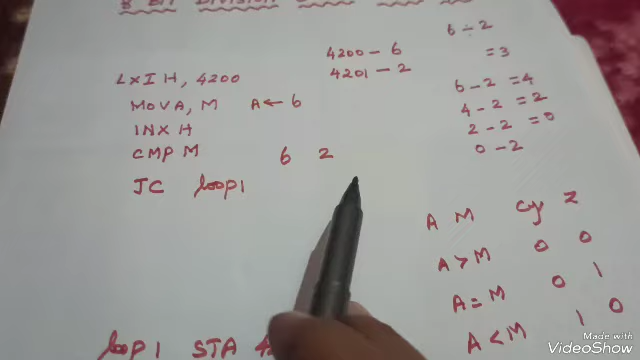 8 BIT DIVISION
6 ÷ 2
= 3
4200 - 6
4201 - 2
6 - 2 = 4
4 - 2 = 2
2 - 2 = 0
0 - 2
LXI H, 4200
MOVA, M A ← 6
INX H
CMP M 6 2
JC loop1
A M Cy Z
A > M 0 0
A = M 0 1
A < M 1 0
loop1 STA
Made with
VideoShow